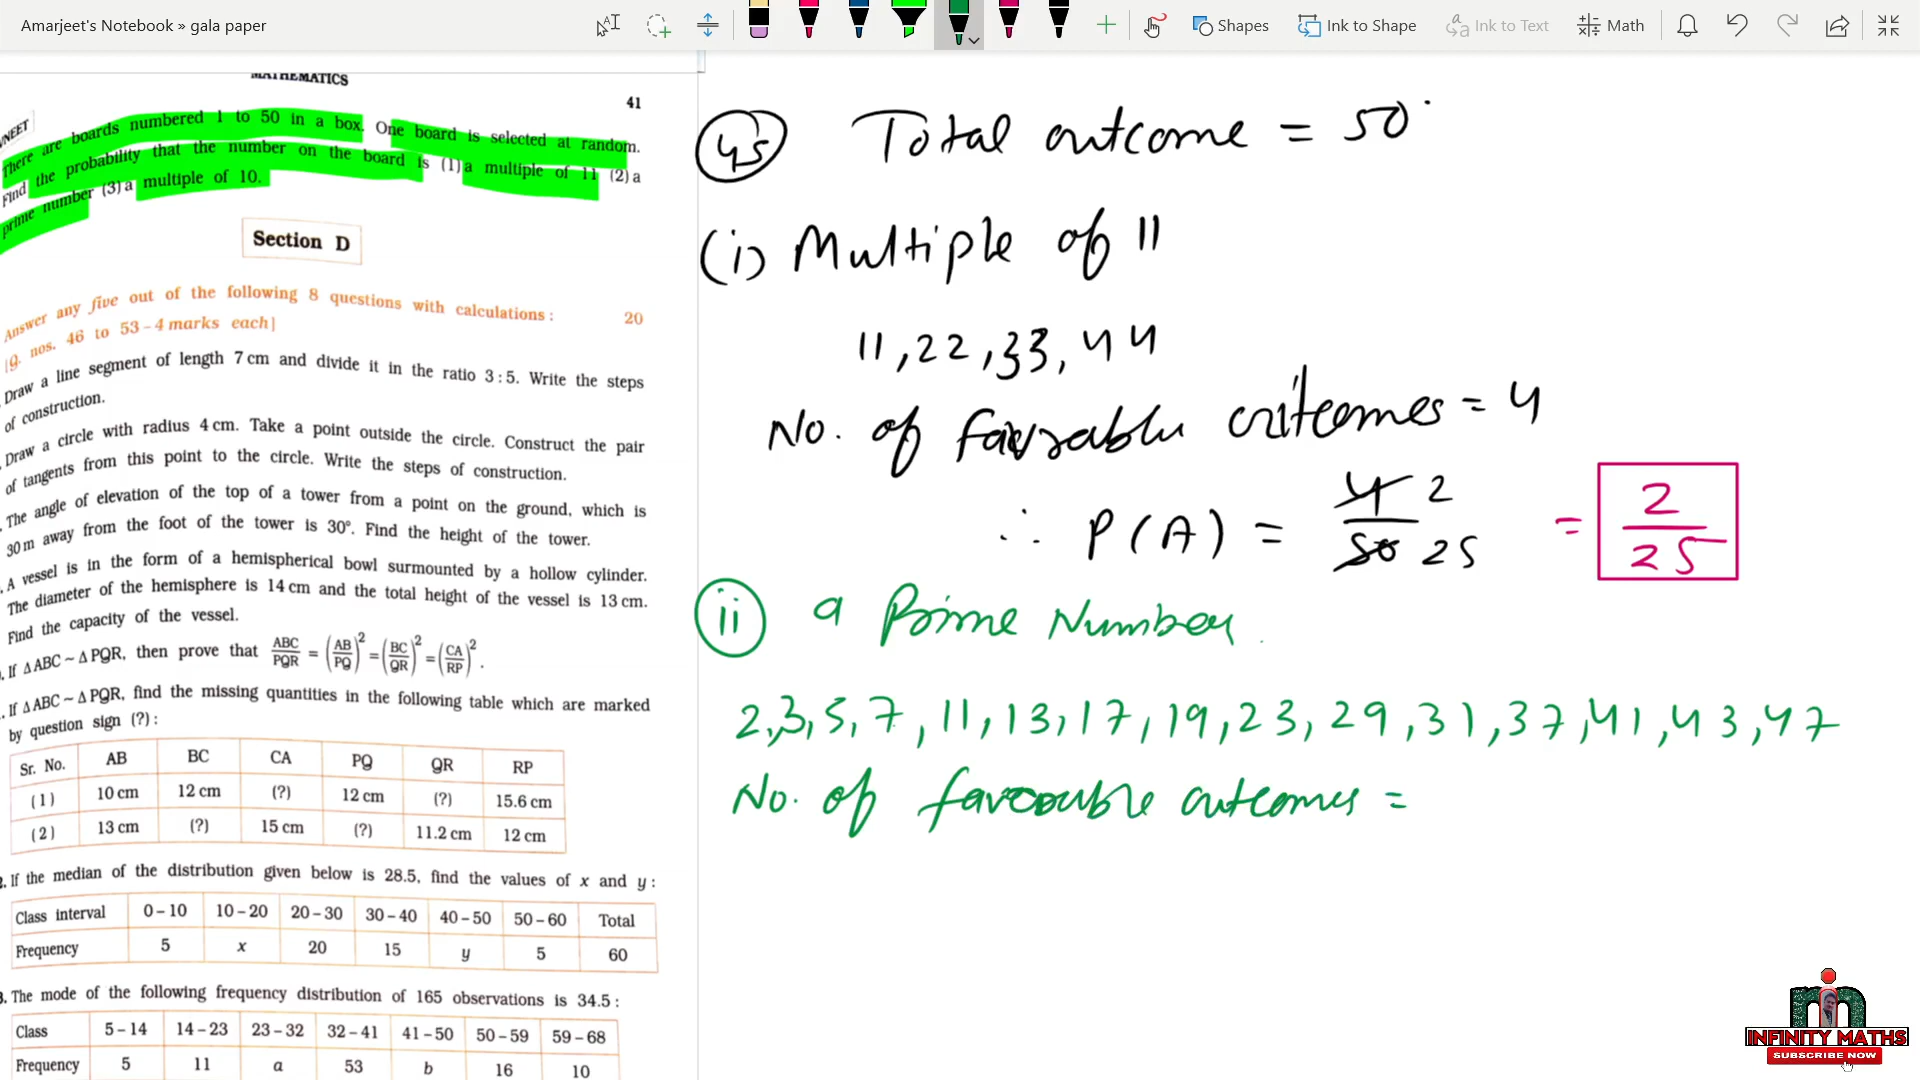 Amarjeet's Notebook » gala paper
Shapes
Ink to Shape
Ink to Text
Math
MATHEMATICS
41
There are boards numbered 1 to 50 in a box. One board is selected at random.
Find the probability that the number on the board is (1) a multiple of 11 (2) a
prime number (3) a multiple of 10.
Section D
Answer any five out of the following 8 questions with calculations :
20
[Q. nos. 46 to 53 – 4 marks each]
Draw a line segment of length 7 cm and divide it in the ratio 3 : 5. Write the steps
of construction.
Draw a circle with radius 4 cm. Take a point outside the circle. Construct the pair
of tangents from this point to the circle. Write the steps of construction.
The angle of elevation of the top of a tower from a point on the ground, which is
30 m away from the foot of the tower is 30°. Find the height of the tower.
A vessel is in the form of a hemispherical bowl surmounted by a hollow cylinder.
The diameter of the hemisphere is 14 cm and the total height of the vessel is 13 cm.
Find the capacity of the vessel.
If Δ ABC ~ Δ PQR, then prove that ABC/PQR = (AB/PQ)² = (BC/QR)² = (CA/RP)².
If Δ ABC ~ Δ PQR, find the missing quantities in the following table which are marked
by question sign (?) :
Sr. No. AB BC CA PQ QR RP
(1) 10 cm 12 cm (?) 12 cm (?) 15.6 cm
(2) 13 cm (?) 15 cm (?) 11.2 cm 12 cm
If the median of the distribution given below is 28.5, find the values of x and y :
Class interval 0 – 10 10 – 20 20 – 30 30 – 40 40 – 50 50 – 60 Total
Frequency 5 x 20 15 y 5 60
The mode of the following frequency distribution of 165 observations is 34.5 :
Class 5 – 14 14 – 23 23 – 32 32 – 41 41 – 50 50 – 59 59 – 68
Frequency 5 11 a 53 b 16 10
45 Total outcome = 50
(i) Multiple of 11
11, 22, 33, 44
No. of favorable outcomes = 4
∴ P(A) = 4/50 2/25 = 2/25
ii a Prime Number
2, 3, 5, 7, 11, 13, 17, 19, 23, 29, 31, 37, 41, 43, 47
No. of favourable outcomes =
INFINITY MATHS
SUBSCRIBE NOW